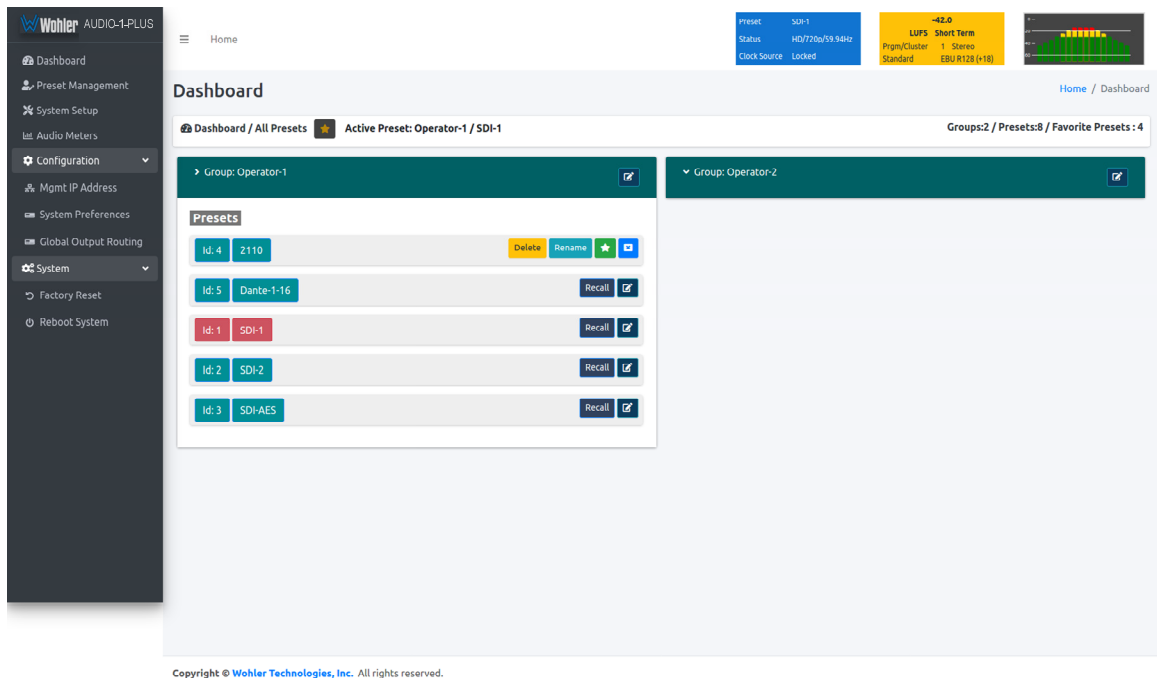 Wohler AUDIO-1-PLUS
Dashboard
Preset Management
System Setup
Audio Meters
Configuration
Mgmt IP Address
System Preferences
Global Output Routing
System
Factory Reset
Reboot System
Home
Preset SDI-1
Status HD/720p/59.94Hz
Clock Source Locked
-42.0
LUFS Short Term
Prgm/Cluster 1 Stereo
Standard EBU R128 (+18)
Dashboard
Home / Dashboard
Dashboard / All Presets Active Preset: Operator-1 / SDI-1
Groups:2 / Presets:8 / Favorite Presets : 4
Group: Operator-1
Presets
Id: 4 2110 Delete Rename
Id: 5 Dante-1-16 Recall
Id: 1 SDI-1 Recall
Id: 2 SDI-2 Recall
Id: 3 SDI-AES Recall
Group: Operator-2
Copyright © Wohler Technologies, Inc. All rights reserved.